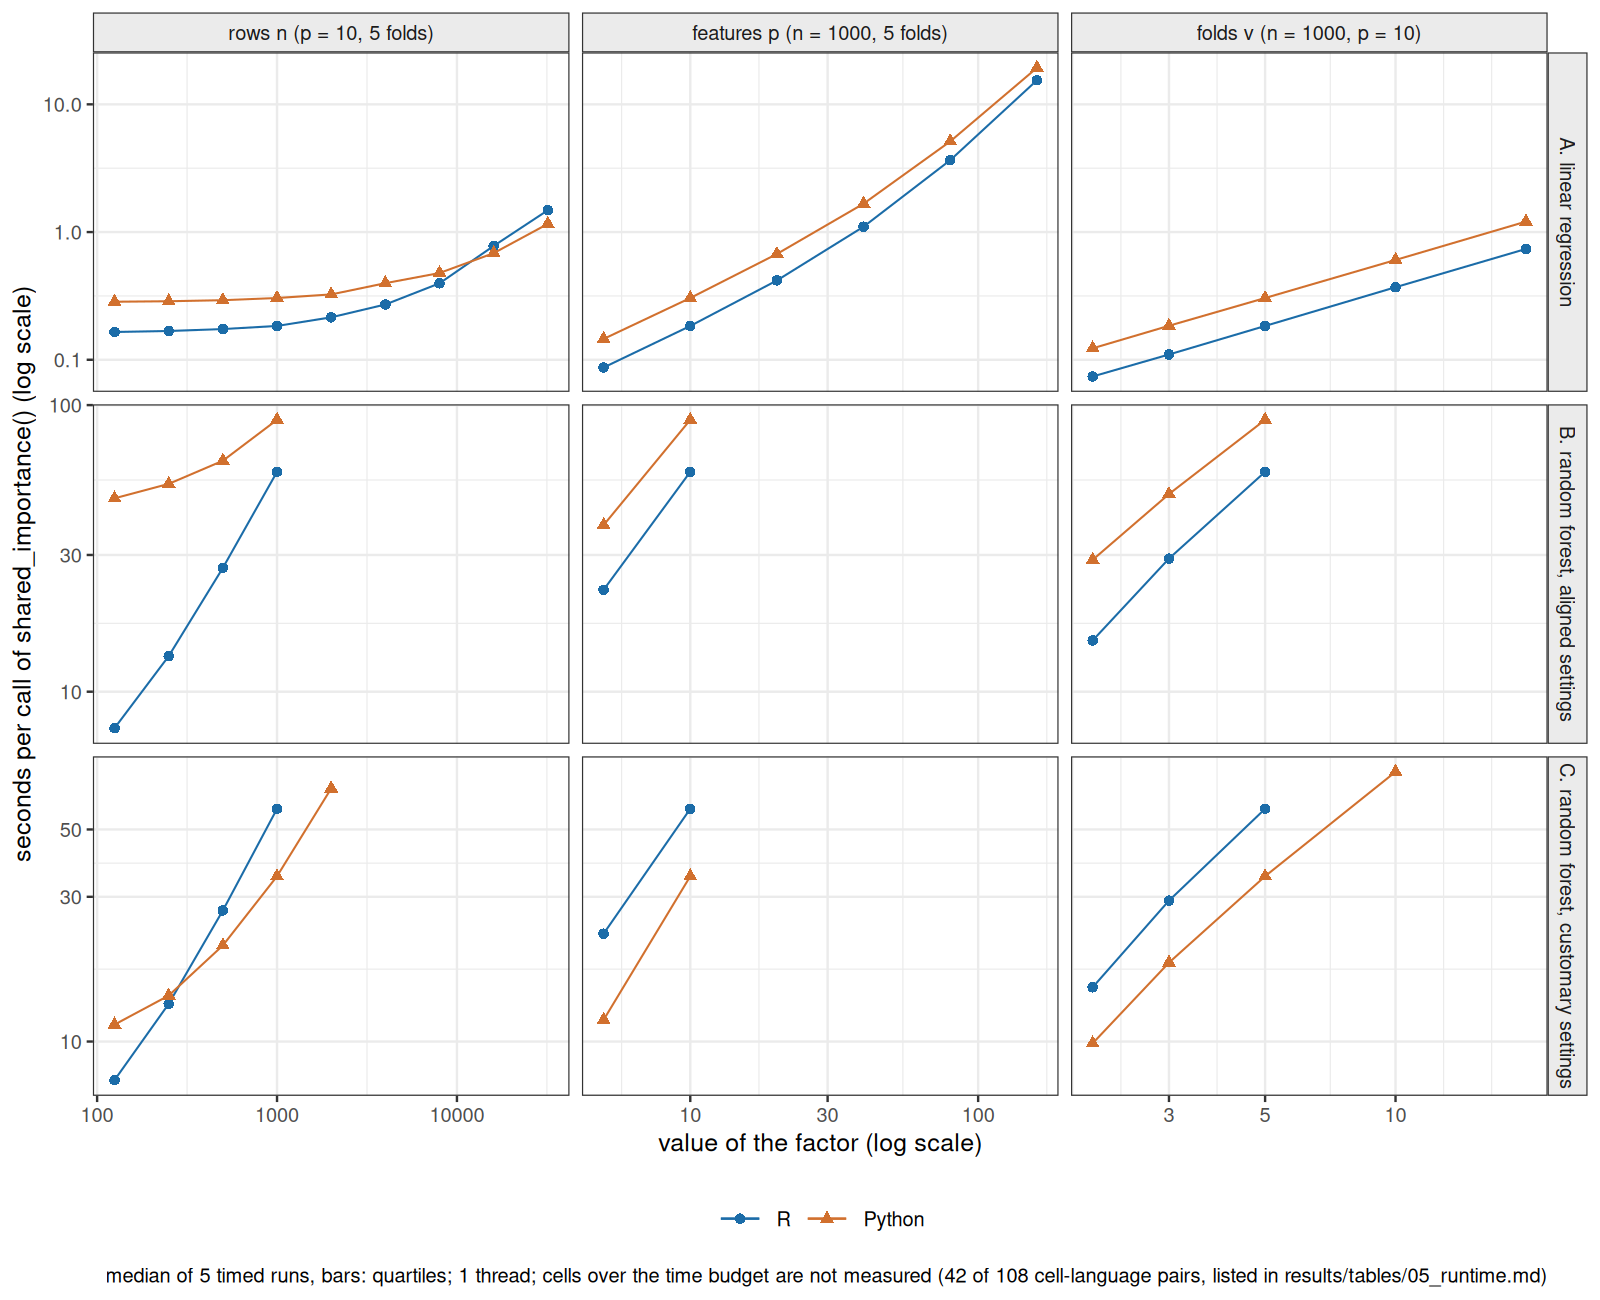 rows n (p = 10, 5 folds)
features p (n = 1000, 5 folds)
folds v (n = 1000, p = 10)
seconds per call of shared_importance() (log scale)
10.0
1.0
0.1
A. linear regression
100
30
10
B. random forest, aligned settings
50
30
10
C. random forest, customary settings
100 1000 10000
10 30 100
3 5 10
value of the factor (log scale)
R Python
median of 5 timed runs, bars: quartiles; 1 thread; cells over the time budget are not measured (42 of 108 cell-language pairs, listed in results/tables/05_runtime.md)